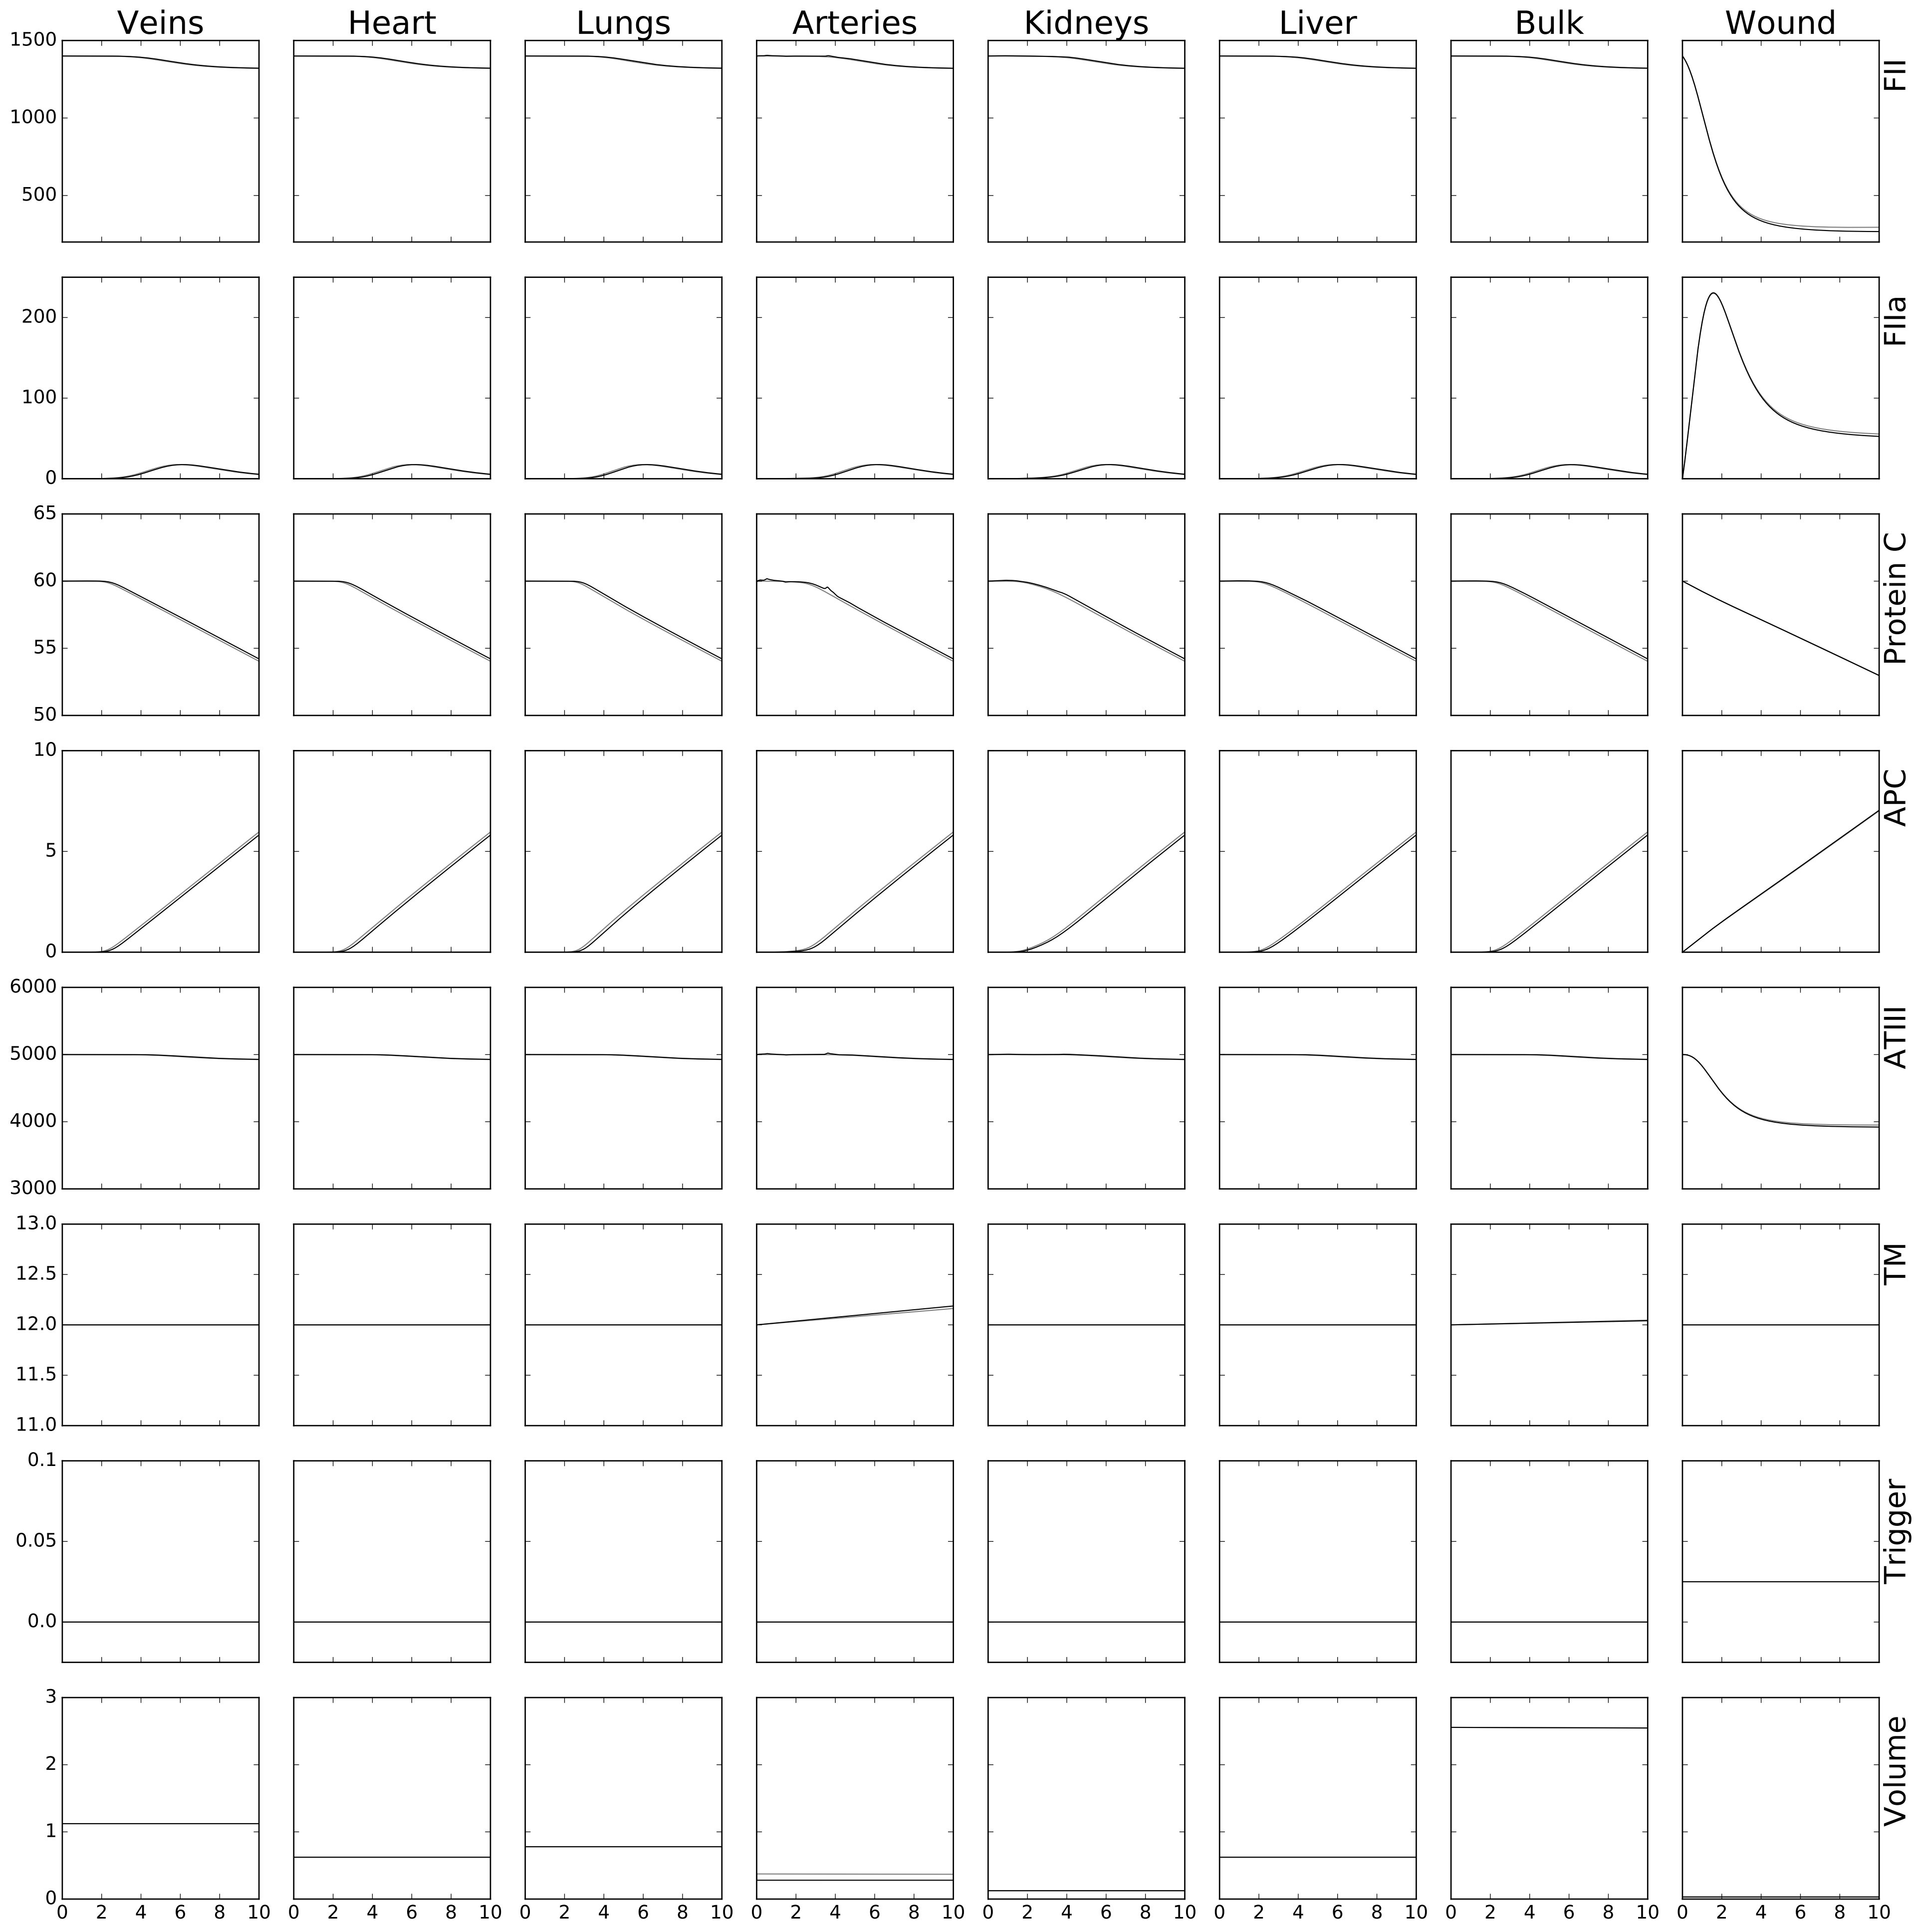 Veins Heart Lungs Arteries Kidneys Liver Bulk Wound
1500
1000
500
FII
200
100
0
FIIa
65
60
55
50
Protein C
10
5
0
APC
6000
5000
4000
3000
ATIII
13.0
12.5
12.0
11.5
11.0
TM
0.1
0.05
0.0
Trigger
3
2
1
0
Volume
0 2 4 6 8 10 0 2 4 6 8 10 0 2 4 6 8 10 0 2 4 6 8 10 0 2 4 6 8 10 0 2 4 6 8 10 0 2 4 6 8 10 0 2 4 6 8 10